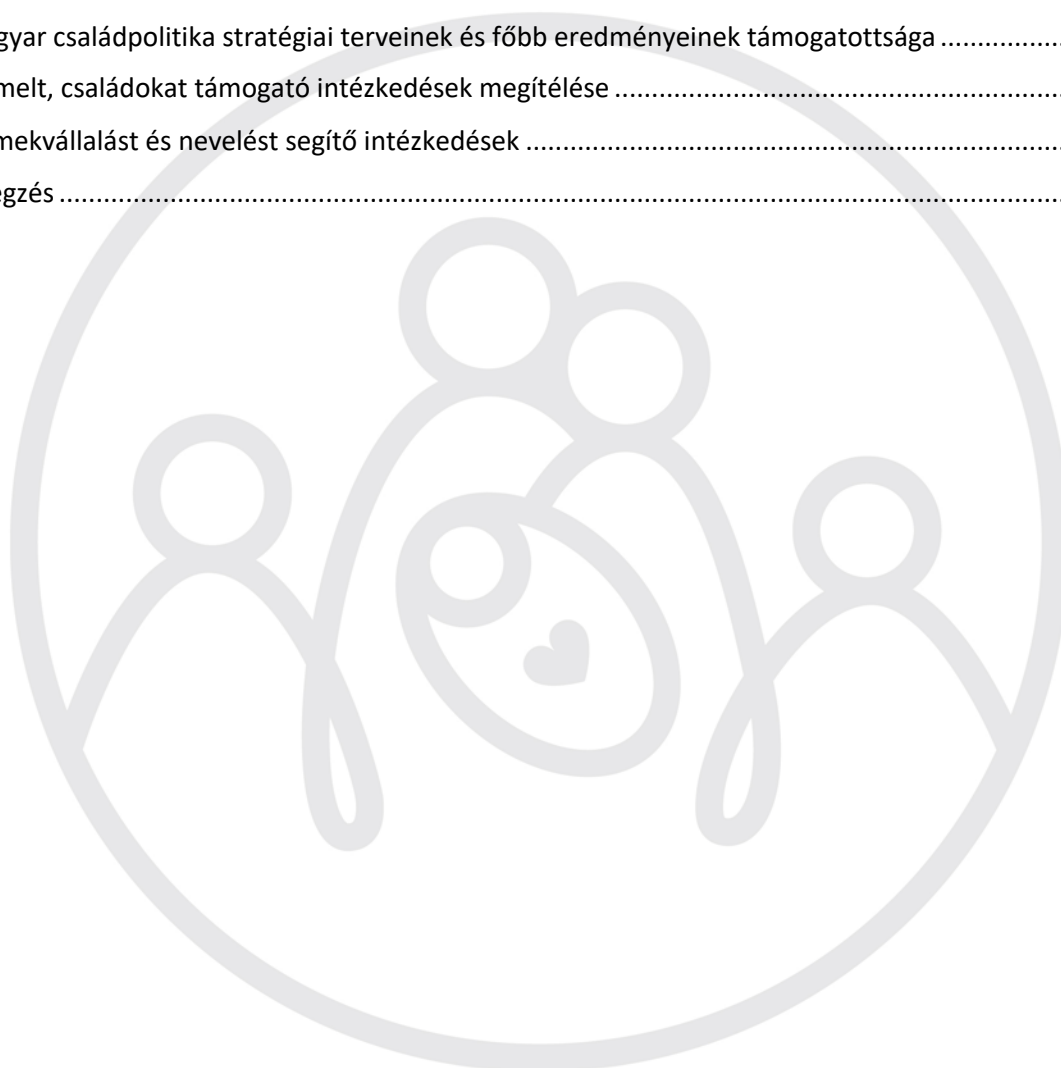 gyar családpolitika stratégiai terveinek és főbb eredményeinek támogatottsága ..................
melt, családokat támogató intézkedések megítélése ..................................................................
mekvállalást és nevelést segítő intézkedések ................................................................................
egzés ..........................................................................................................................................................